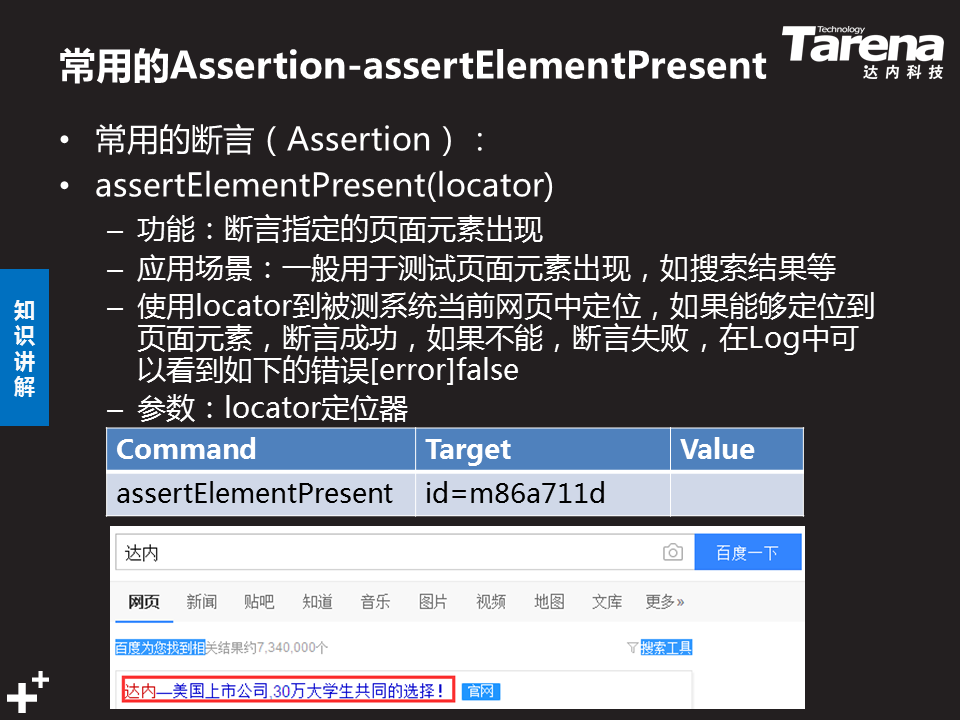 常用的Assertion-assertElementPresent
Technology
Tarena
达内科技
• 常用的断言（Assertion）：
• assertElementPresent(locator)
– 功能：断言指定的页面元素出现
– 应用场景：一般用于测试页面元素出现，如搜索结果等
– 使用locator到被测系统当前网页中定位，如果能够定位到
页面元素，断言成功，如果不能，断言失败，在Log中可
以看到如下的错误[error]false
– 参数：locator定位器
知识讲解
Command Target Value
assertElementPresent id=m86a711d
达内 百度一下
网页 新闻 贴吧 知道 音乐 图片 视频 地图 文库 更多»
百度为您找到相关结果约7,340,000个 搜索工具
达内—美国上市公司.30万大学生共同的选择！ 官网